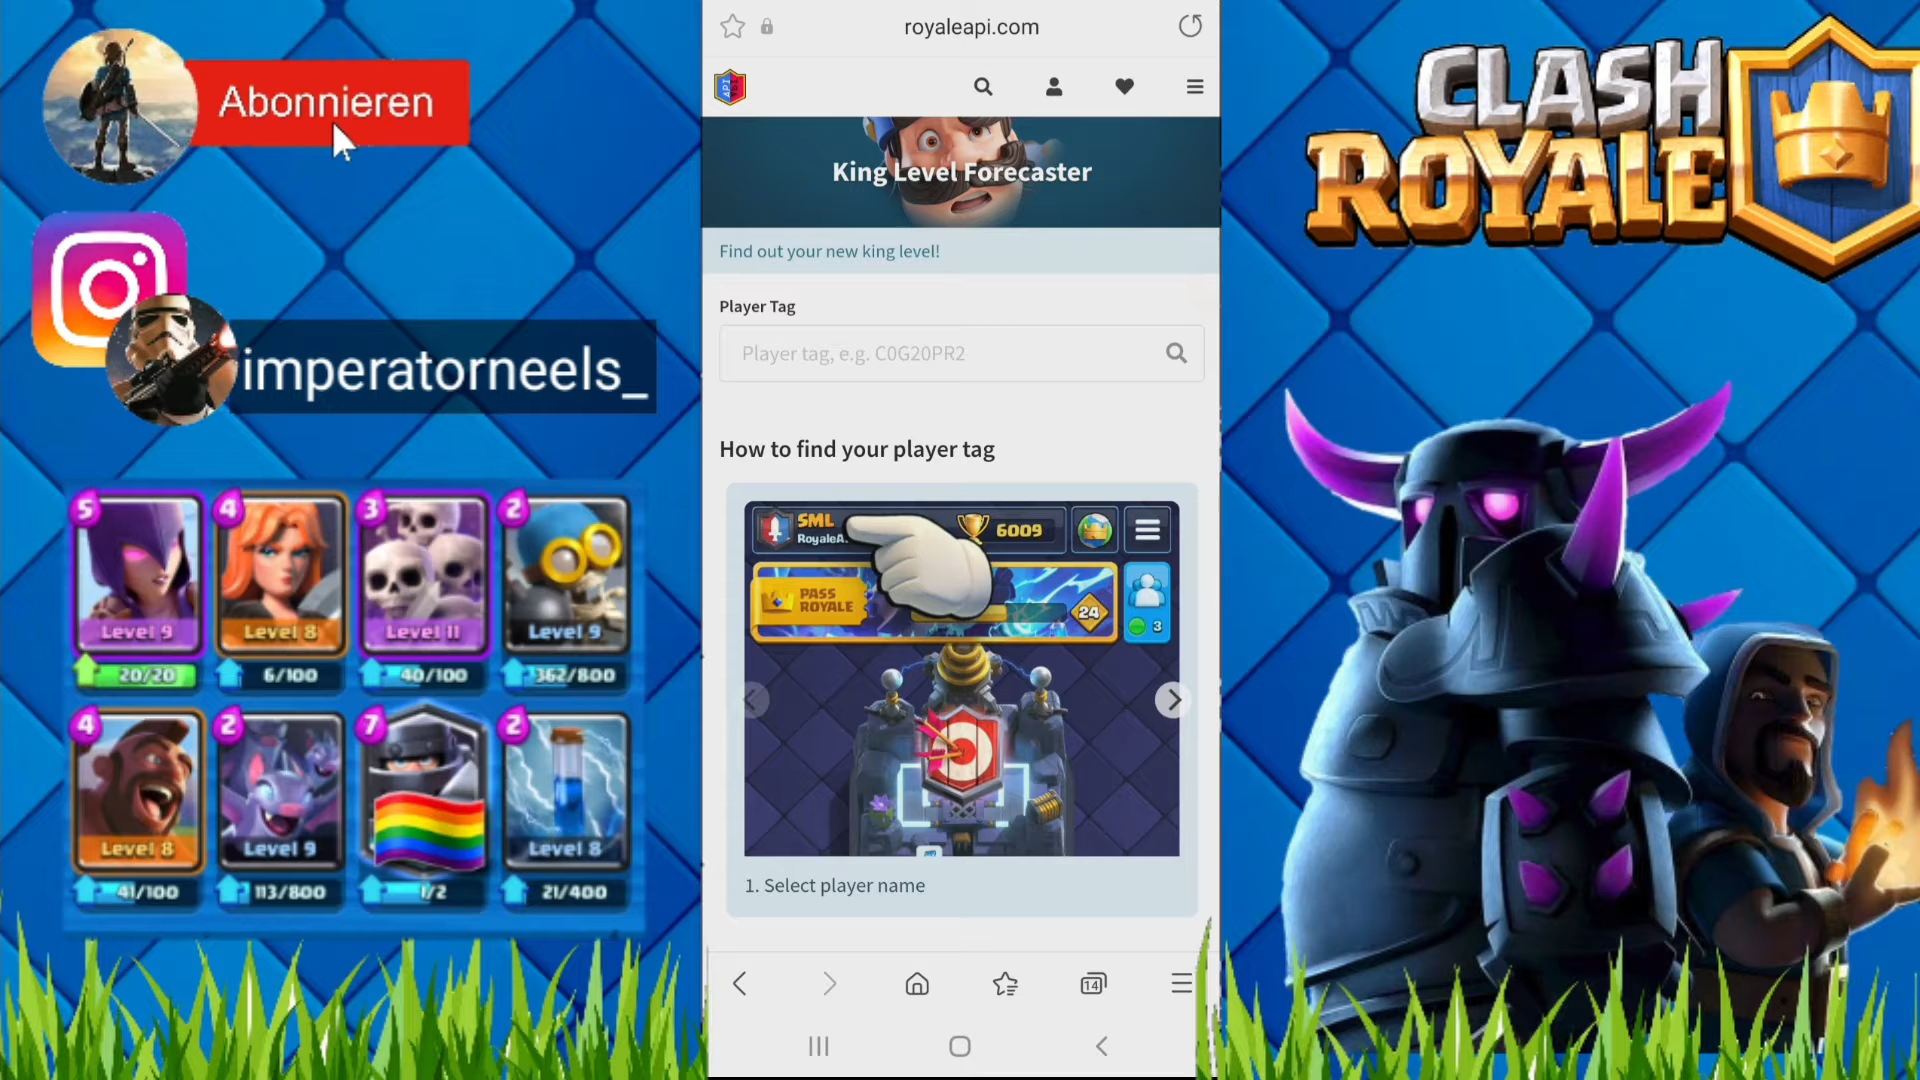 Abonnieren
imperatorneels_
5
4
3
2
Level 9
Level 8
Level 11
Level 9
20/20
6/100
40/100
362/800
4
2
7
2
Level 8
Level 9
Level 8
41/100
113/800
1/2
21/400
royaleapi.com
API
King Level Forecaster
Find out your new king level!
Player Tag
Player tag, e.g. C0G20PR2
How to find your player tag
SML
RoyaleA
6009
PASS
ROYALE
24
3
1. Select player name
14
CLASH
ROYALE